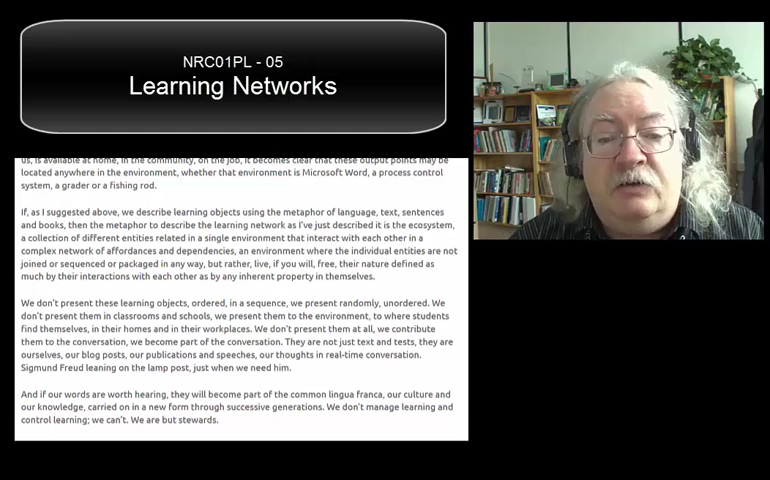 NRC01PL - 05
Learning Networks
us, is available at home, in the community, on the job, it becomes clear that these output points may be
located anywhere in the environment, whether that environment is Microsoft Word, a process control
system, a grader or a fishing rod.
If, as I suggested above, we describe learning objects using the metaphor of language, text, sentences
and books, then the metaphor to describe the learning network as I've just described it is the ecosystem,
a collection of different entities related in a single environment that interact with each other in a
complex network of affordances and dependencies, an environment where the individual entities are not
joined or sequenced or packaged in any way, but rather, live, if you will, free, their nature defined as
much by their interactions with each other as by any inherent property in themselves.
We don't present these learning objects, ordered, in a sequence, we present randomly, unordered. We
don't present them in classrooms and schools, we present them to the environment, to where students
find themselves, in their homes and in their workplaces. We don't present them at all, we contribute
them to the conversation, we become part of the conversation. They are not just text and tests, they are
ourselves, our blog posts, our publications and speeches, our thoughts in real-time conversation.
Sigmund Freud leaning on the lamp post, just when we need him.
And if our words are worth hearing, they will become part of the common lingua franca, our culture and
our knowledge, carried on in a new form through successive generations. We don't manage learning and
control learning; we can't. We are but stewards.